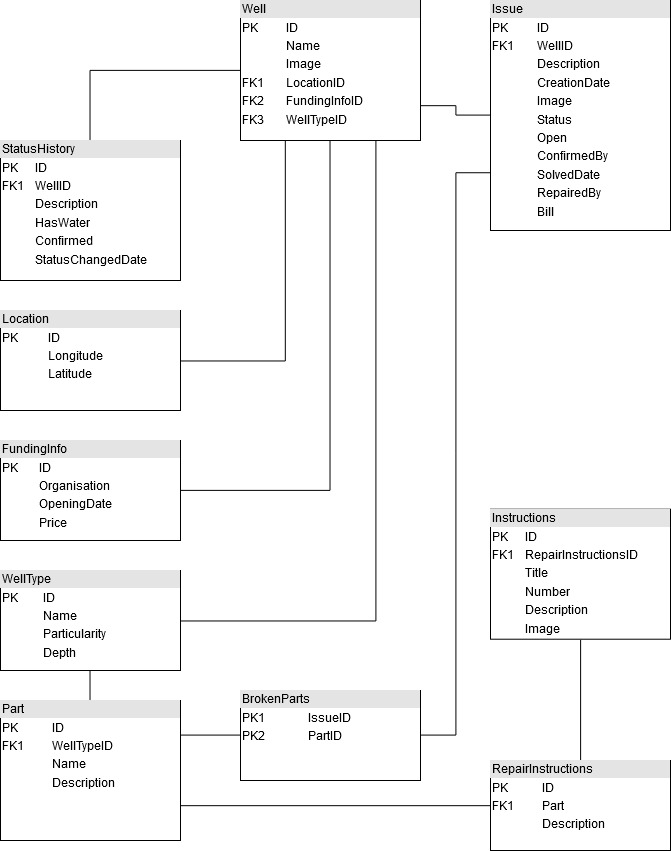 Well
PK ID
Name
Image
FK1 LocationID
FK2 FundingInfoID
FK3 WellTypeID
Issue
PK ID
FK1 WellID
Description
CreationDate
Image
Status
Open
ConfirmedBy
SolvedDate
RepairedBy
Bill
StatusHistory
PK ID
FK1 WellID
Description
HasWater
Confirmed
StatusChangedDate
Location
PK ID
Longitude
Latitude
FundingInfo
PK ID
Organisation
OpeningDate
Price
Instructions
PK ID
FK1 RepairInstructionsID
Title
Number
Description
Image
WellType
PK ID
Name
Particularity
Depth
Part
PK ID
FK1 WellTypeID
Name
Description
BrokenParts
PK1 IssueID
PK2 PartID
RepairInstructions
PK ID
FK1 Part
Description